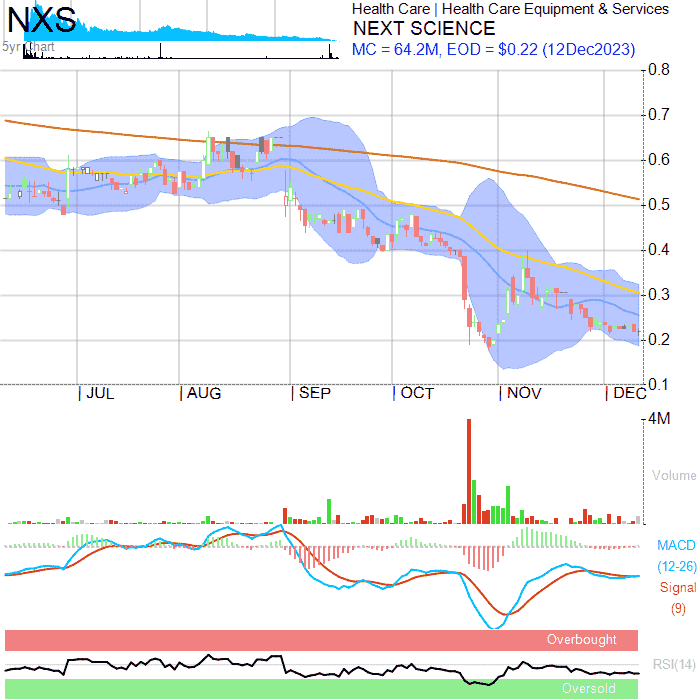 NXS
5yr Chart
Health Care | Health Care Equipment & Services
NEXT SCIENCE
MC = 64.2M, EOD = $0.22 (12Dec2023)
0.8
0.7
0.6
0.5
0.4
0.3
0.2
0.1
| JUL
| AUG
| SEP
| OCT
| NOV
| DEC
4M
Volume
MACD
(12-26)
Signal
(9)
Overbought
RSI(14)
Oversold